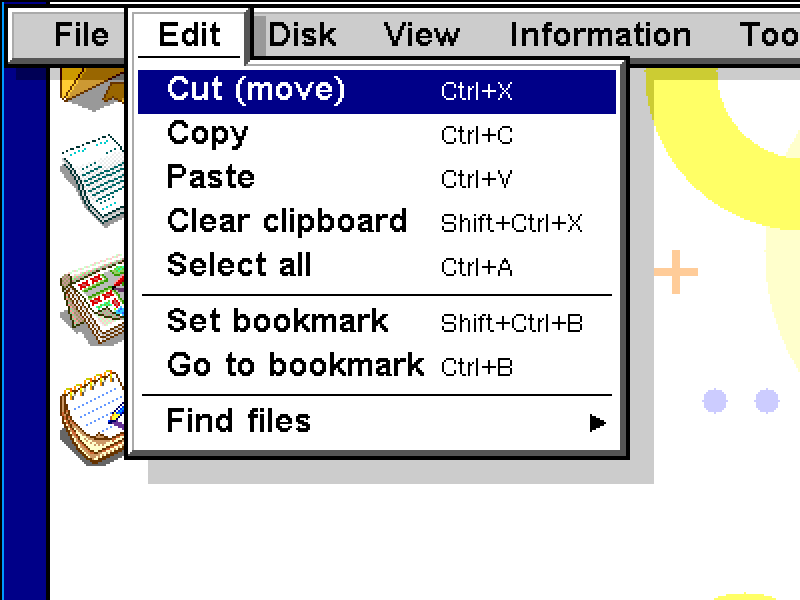 File Edit Disk View Information Too
Cut (move) Ctrl+X
Copy Ctrl+C
Paste Ctrl+V
Clear clipboard Shift+Ctrl+X
Select all Ctrl+A
Set bookmark Shift+Ctrl+B
Go to bookmark Ctrl+B
Find files